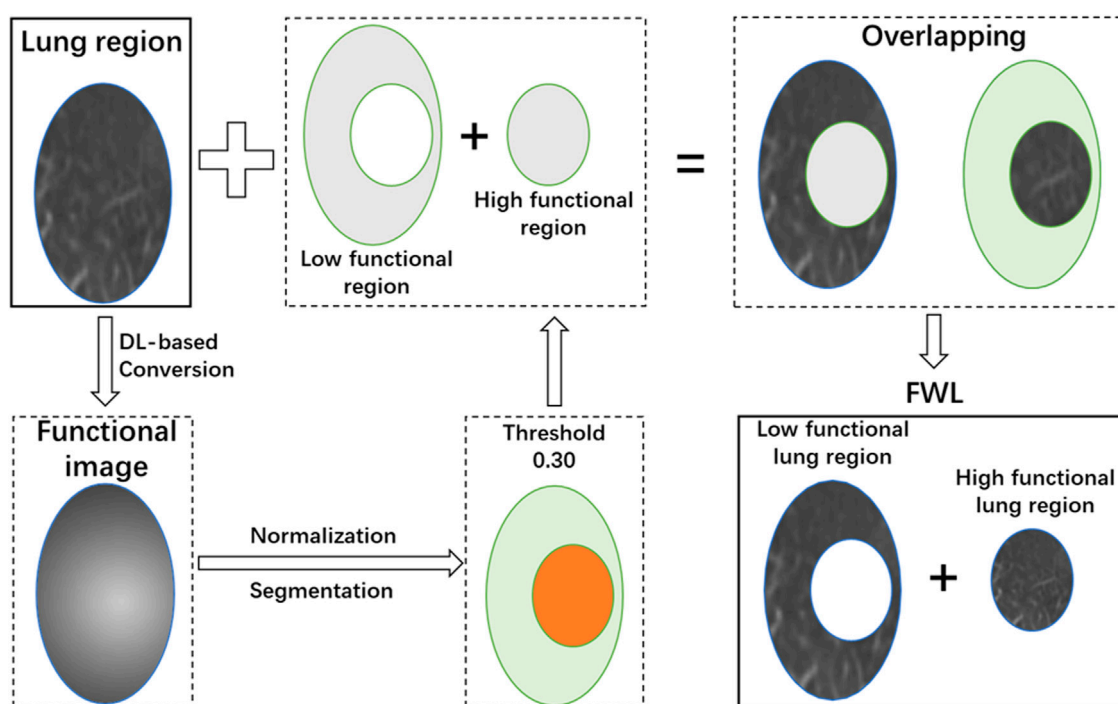 Lung region
+
Low functional
region
High functional
region
=
Overlapping
DL-based
Conversion
Functional
image
Normalization
Segmentation
Threshold
0.30
FWL
Low functional
lung region
+
High functional
lung region